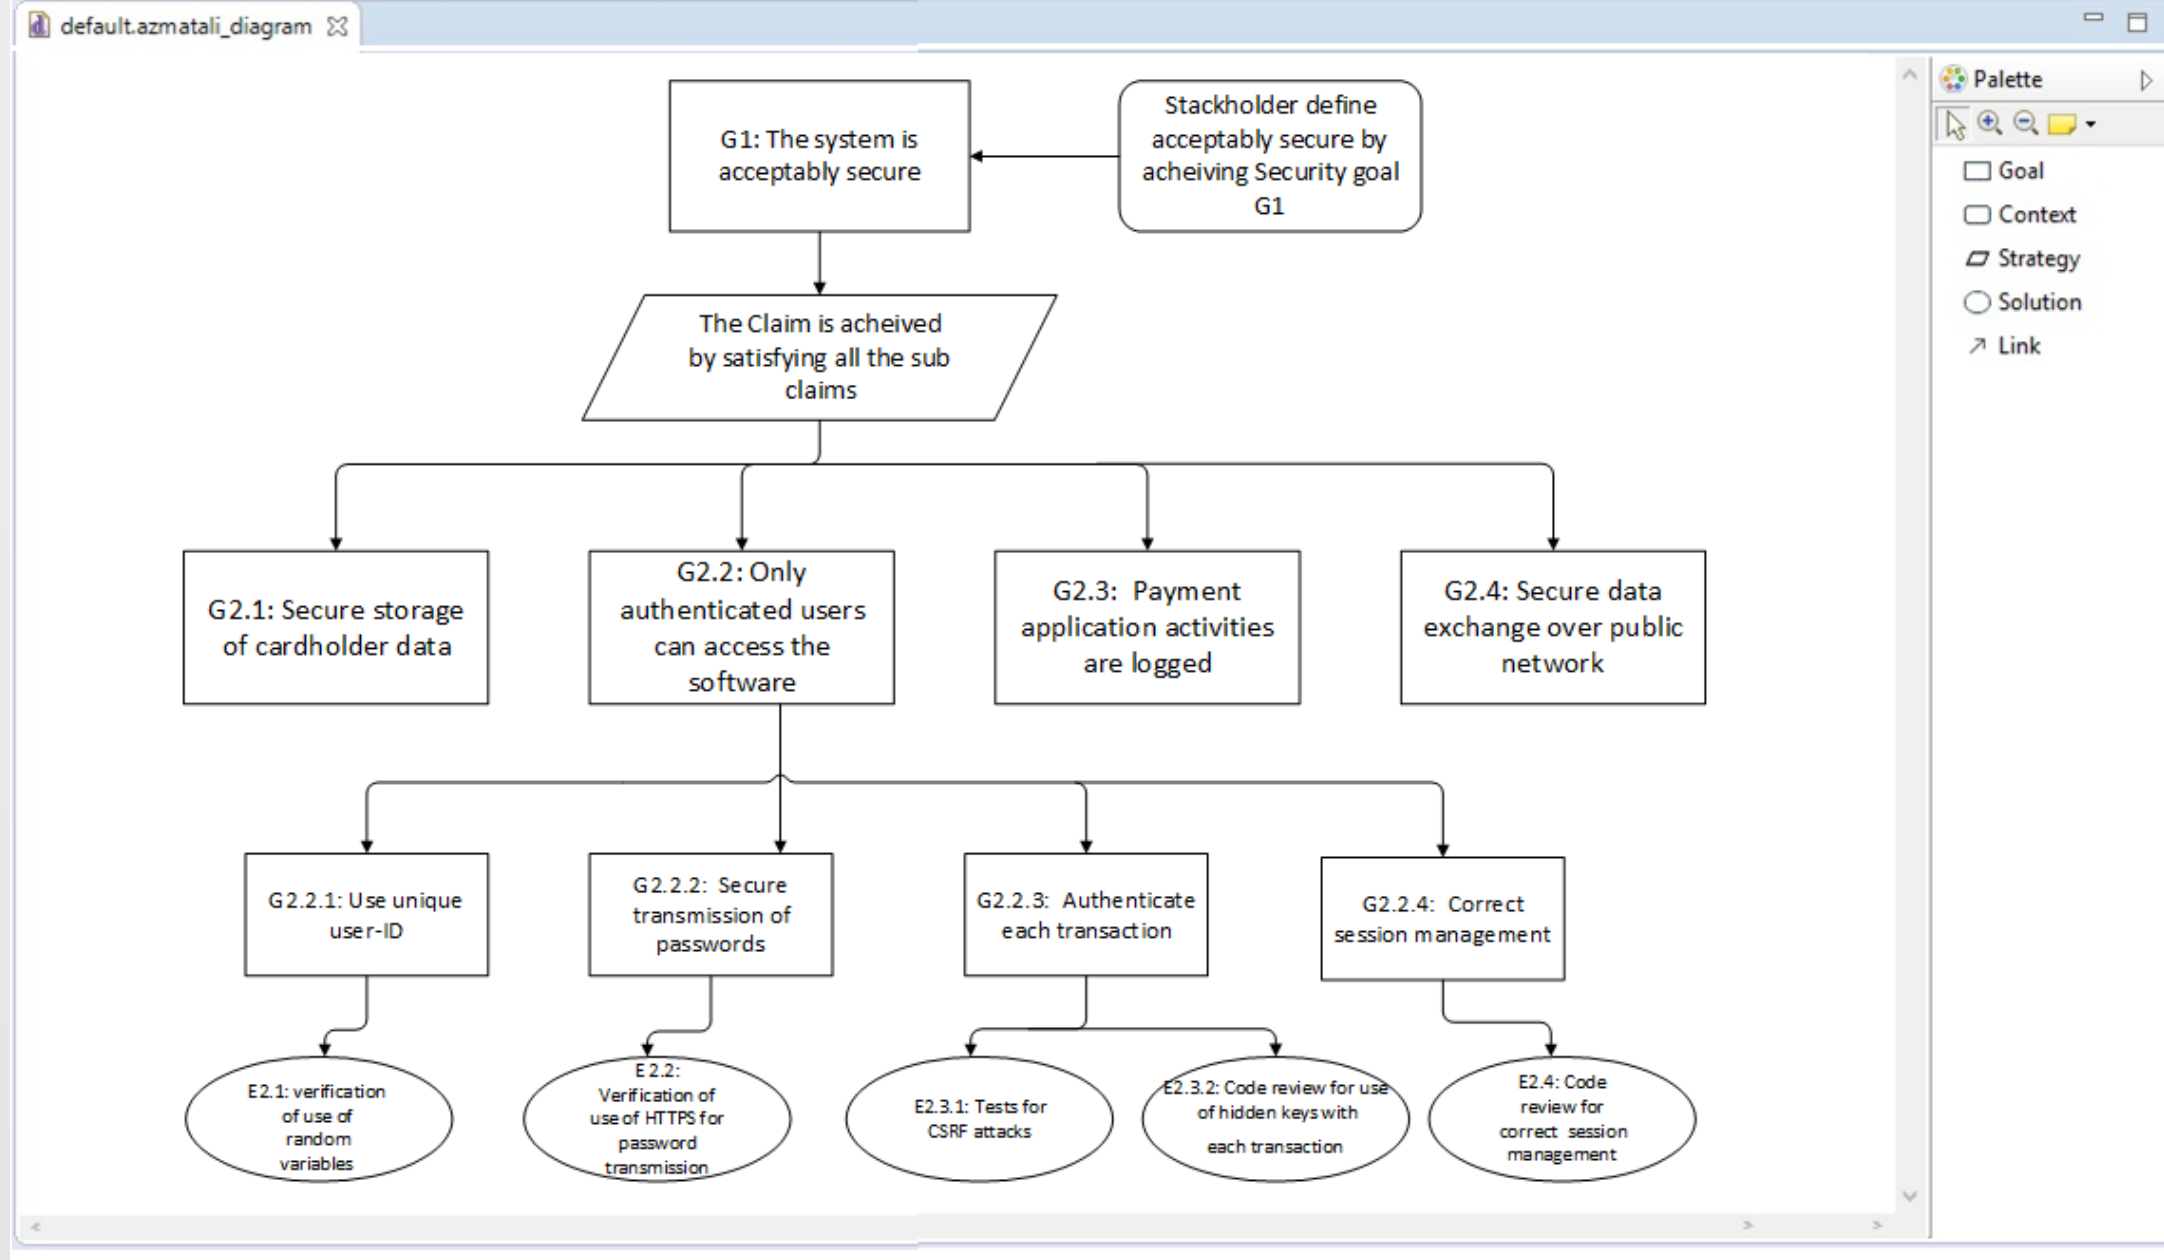 default.azmatali_diagram
Palette
Goal
Context
Strategy
Solution
Link
G1: The system is
acceptably secure
Stackholder define
acceptably secure by
acheiving Security goal
G1
The Claim is acheived
by satisfying all the sub
claims
G2.1: Secure storage
of cardholder data
G2.2: Only
authenticated users
can access the
software
G2.3: Payment
application activities
are logged
G2.4: Secure data
exchange over public
network
G2.2.1: Use unique
user-ID
G2.2.2: Secure
transmission of
passwords
G2.2.3: Authenticate
each transaction
G2.2.4: Correct
session management
E2.1: verification
of use of
random
variables
E2.2:
Verification of
use of HTTPS for
password
transmission
E2.3.1: Tests for
CSRF attacks
E2.3.2: Code review for use
of hidden keys with
each transaction
E2.4: Code
review for
correct session
management